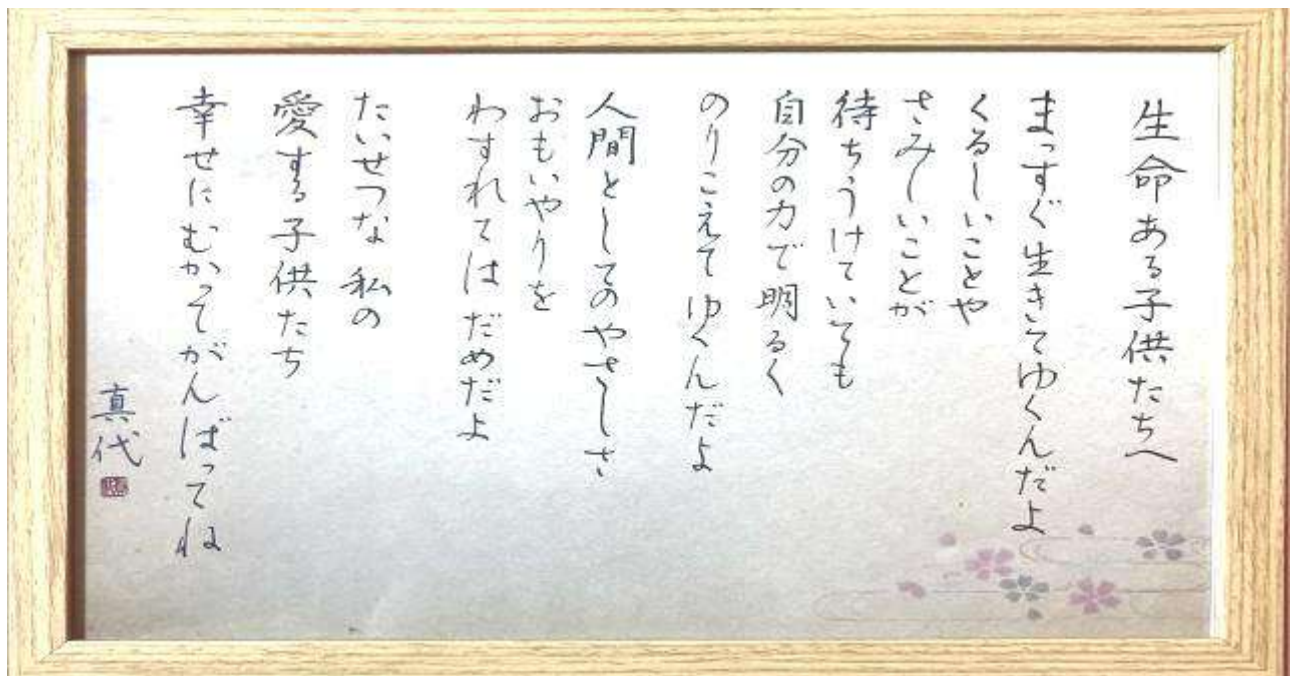 生命ある子供たちへ
まっすぐ生きてゆくんだよ
くるしいことや
さみしいことが
待ちうけていても
自分の力で明るく
のりこえてゆくんだよ
人間としてのやさしさ
おもいやりを
わすれてはだめだよ
たいせつな 私の
愛する子供たち
幸せにむかってがんばってね
真代